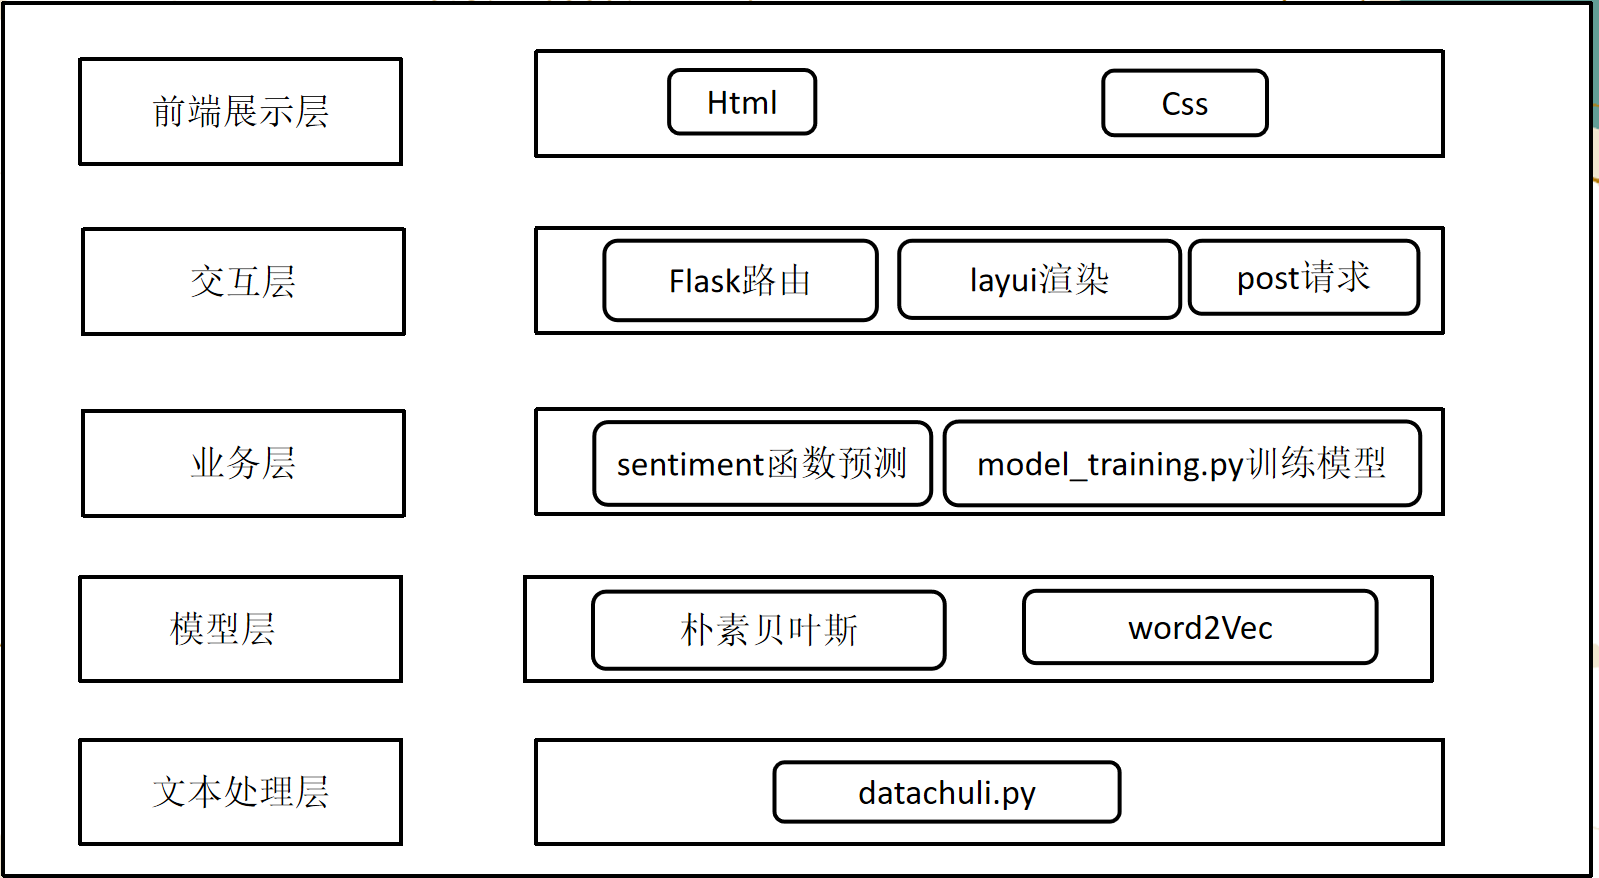 前端展示层
Html
Css
交互层
Flask路由
layui渲染
post请求
业务层
sentiment函数预测
model_training.py训练模型
模型层
朴素贝叶斯
word2Vec
文本处理层
datachuli.py